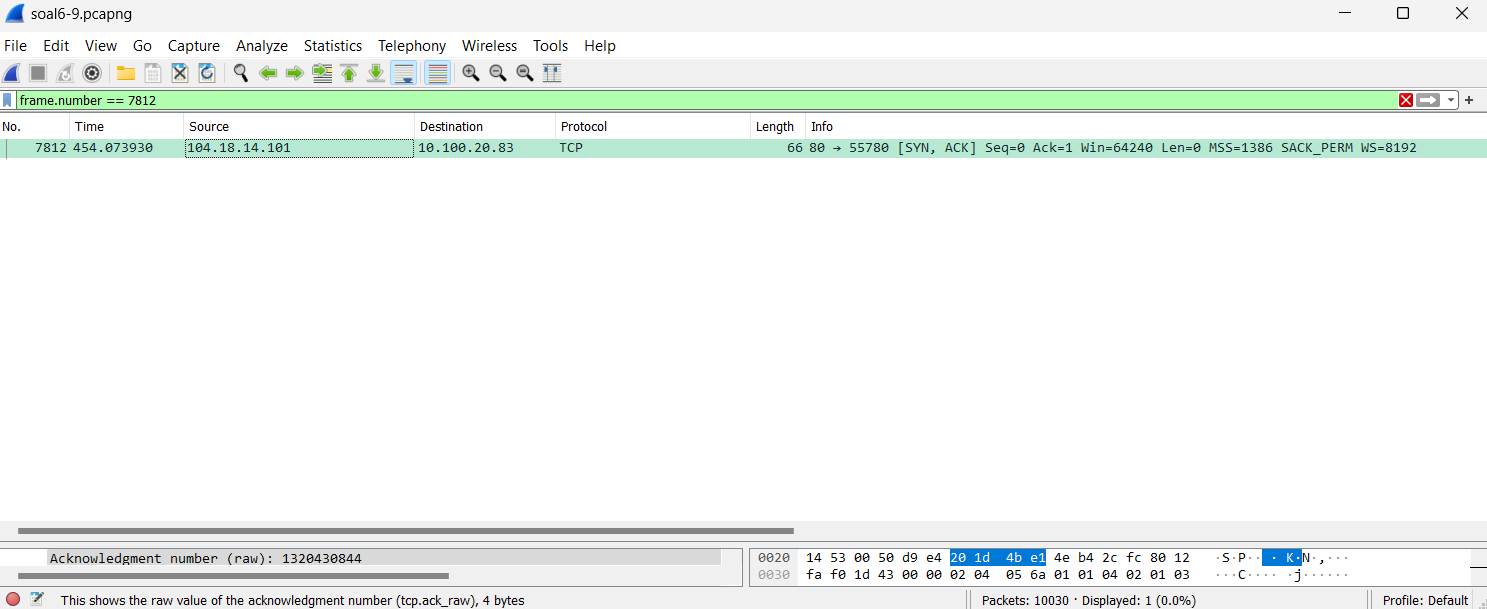 soal6-9.pcapng
File Edit View Go Capture Analyze Statistics Telephony Wireless Tools Help
frame.number == 7812
No. Time Source Destination Protocol Length Info
7812 454.073930 104.18.14.101 10.100.20.83 TCP 66 80 → 55780 [SYN, ACK] Seq=0 Ack=1 Win=64240 Len=0 MSS=1386 SACK_PERM WS=8192
Acknowledgment number (raw): 1320430844
0020 14 53 00 50 d9 e4 20 1d 4b e1 4e b4 2c fc 80 12 ·S·P·· · K·N·,···
0030 fa f0 1d 43 00 00 02 04 05 6a 01 01 04 02 01 03 ···C···· ·j······
This shows the raw value of the acknowledgment number (tcp.ack_raw), 4 bytes
Packets: 10030 · Displayed: 1 (0.0%)
Profile: Default